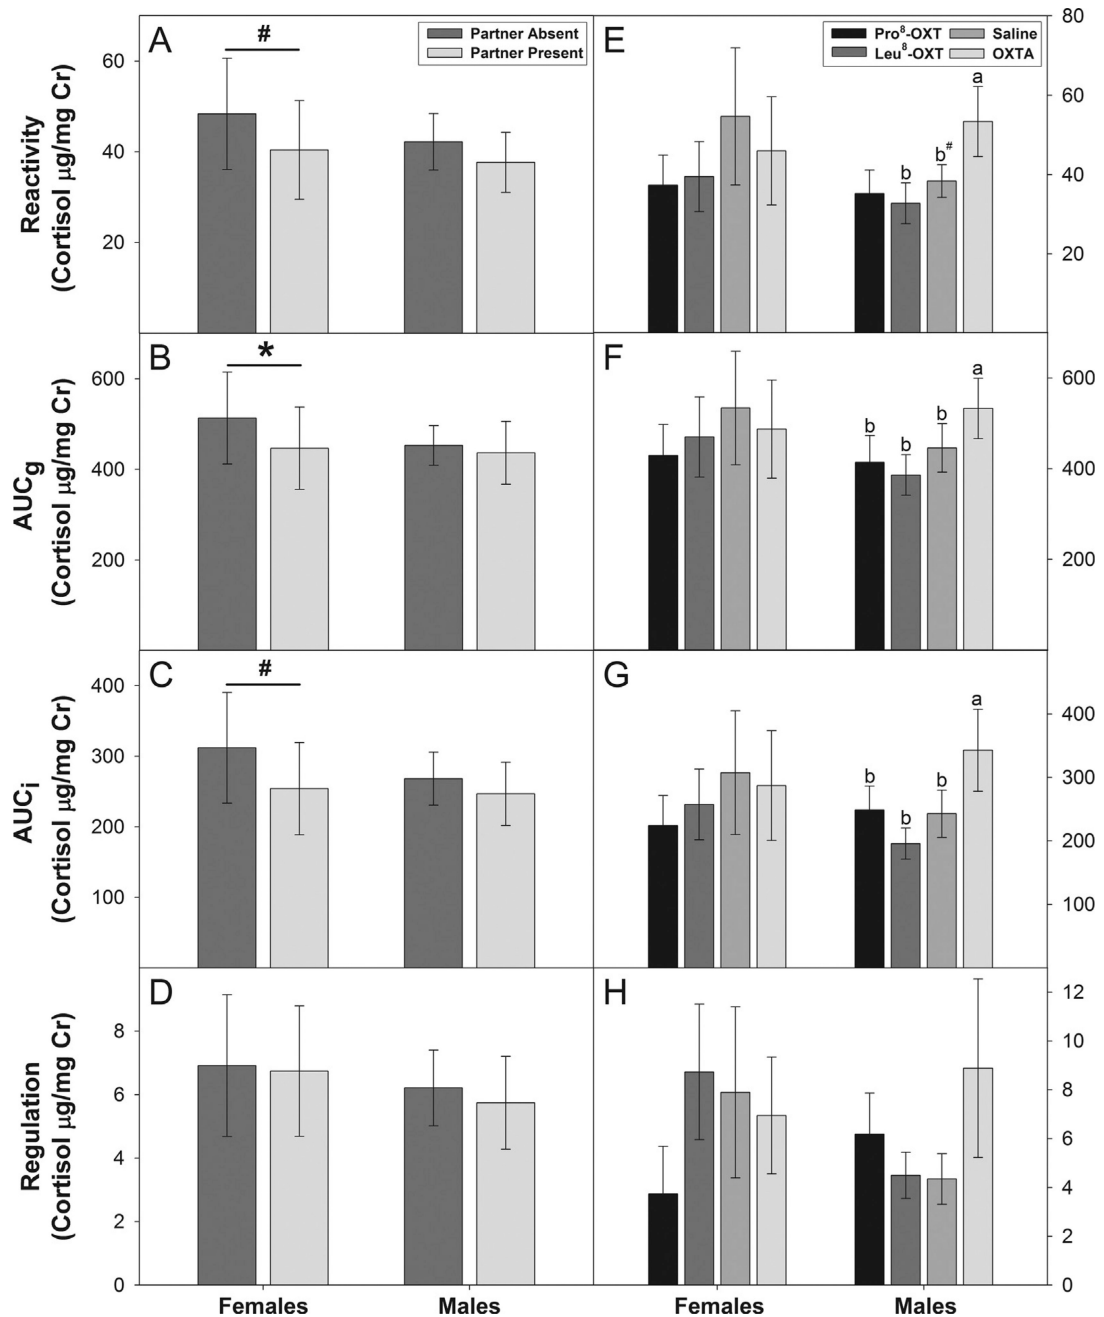 A
#
Partner Absent
Partner Present
60
40
20
Reactivity
(Cortisol µg/mg Cr)
E
Pro⁸-OXT
Saline
Leu⁸-OXT
OXTA
a
b
b#
80
60
40
20
B
*
600
400
200
AUCg
(Cortisol µg/mg Cr)
F
b
b
b
a
600
400
200
C
#
400
300
200
100
AUCi
(Cortisol µg/mg Cr)
G
b
b
b
a
400
300
200
100
D
8
6
4
2
0
Regulation
(Cortisol µg/mg Cr)
H
12
10
8
6
4
2
0
Females
Males
Females
Males